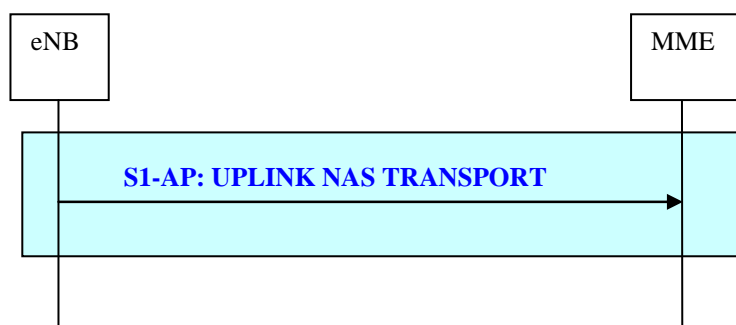 eNB
MME
S1-AP: UPLINK NAS TRANSPORT